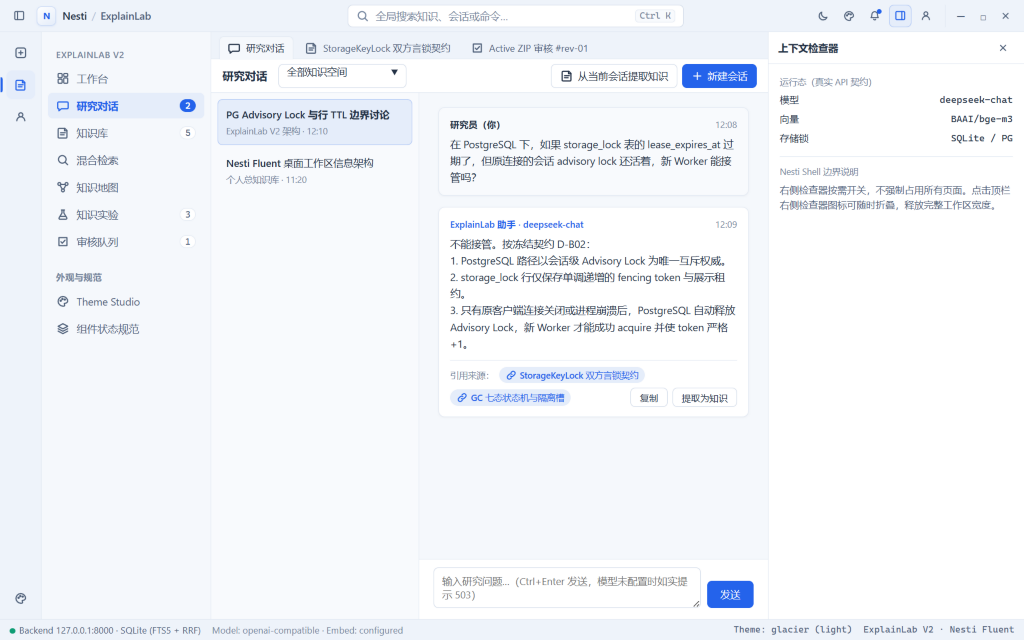 N Nesti / ExplainLab
全局搜索知识、会话或命令...
Ctrl K
EXPLAINLAB V2
工作台
研究对话 2
知识库 5
混合检索
知识地图
知识实验 3
审核队列 1
外观与规范
Theme Studio
组件状态规范
研究对话
StorageKeyLock 双方言锁契约
Active ZIP 审核 #rev-01
研究对话
全部知识空间
从当前会话提取知识
新建会话
PG Advisory Lock 与行 TTL 边界讨论
ExplainLab V2 架构 · 12:10
Nesti Fluent 桌面工作区信息架构
个人总知识库 · 11:20
研究员（你） 12:08
在 PostgreSQL 下，如果 storage_lock 表的 lease_expires_at 过
期了，但原连接的会话 advisory lock 还活着，新 Worker 能接
管吗？
ExplainLab 助手 · deepseek-chat 12:09
不能接管。按冻结契约 D-B02：
1. PostgreSQL 路径以会话级 Advisory Lock 为唯一互斥权威。
2. storage_lock 行仅保存单调递增的 fencing token 与展示租
约。
3. 只有原客户端连接关闭或进程崩溃后，PostgreSQL 自动释放
Advisory Lock，新 Worker 才能成功 acquire 并使 token 严格
+1。
引用来源： StorageKeyLock 双方言锁契约
GC 七态状态机与隔离槽
复制
提取为知识
输入研究问题...（Ctrl+Enter 发送，模型未配置时如实提
示 503）
发送
上下文检查器
运行态（真实 API 契约）
模型 deepseek-chat
向量 BAAI/bge-m3
存储锁 SQLite / PG
Nesti Shell 边界说明
右侧检查器按需开关，不强制占用所有页面。点击顶栏
右侧检查器图标可随时折叠，释放完整工作区宽度。
Backend 127.0.0.1:8000 · SQLite (FTS5 + RRF)
Model: openai-compatible · Embed: configured
Theme: glacier (light)
ExplainLab V2 · Nesti Fluent